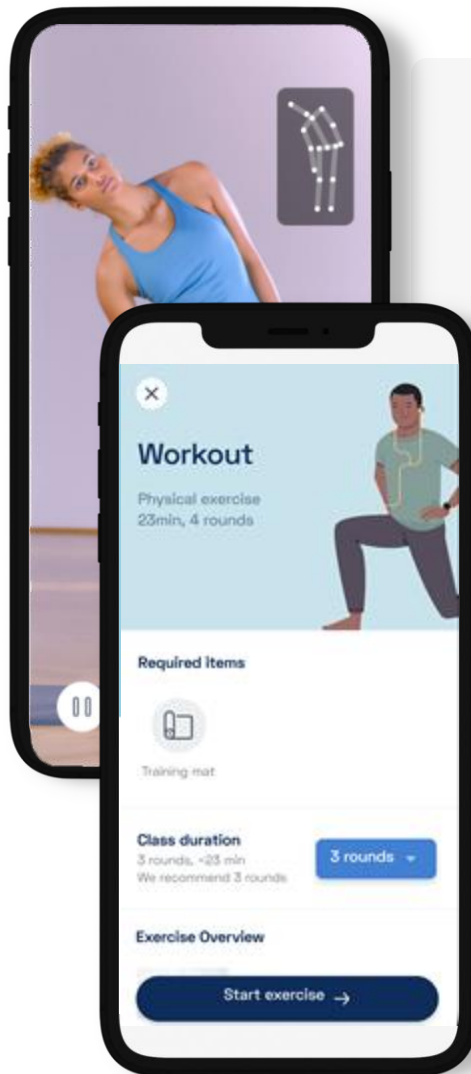 Workout
Physical exercise
23min, 4 rounds
Required items
Training mat
Class duration
3 rounds, ~23 min
We recommend 3 rounds
3 rounds
Exercise Overview
Start exercise →